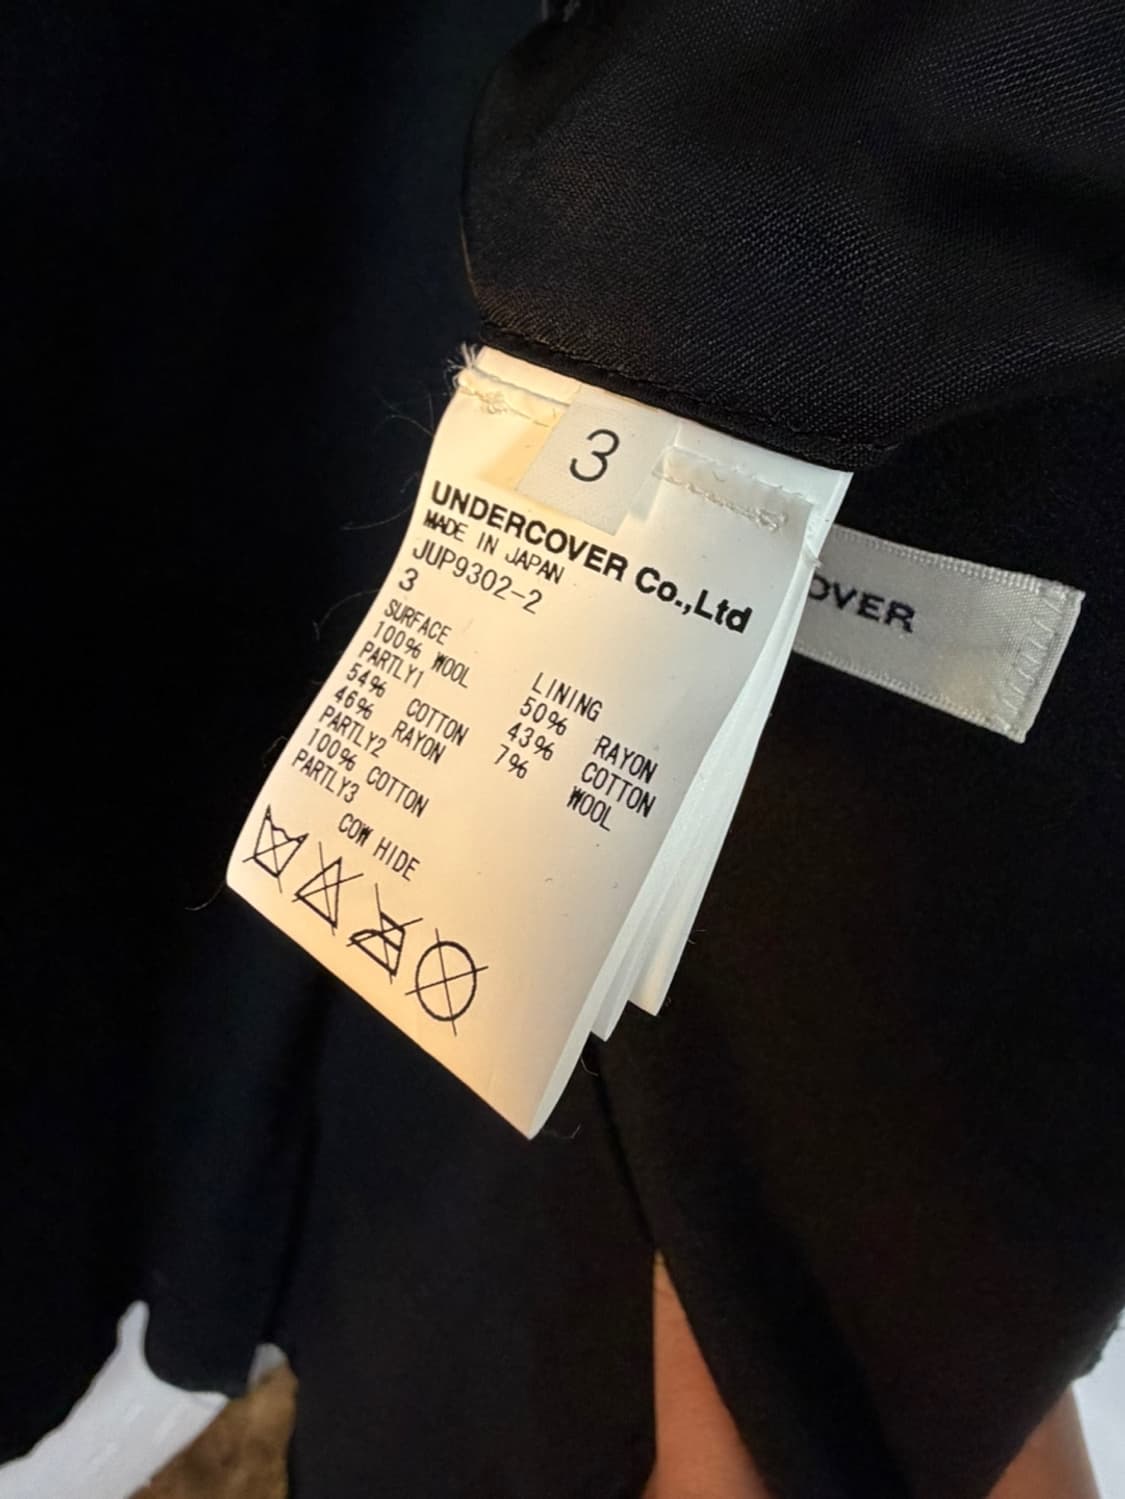 3
UNDERCOVER Co.,Ltd
MADE IN JAPAN
JUP9302-2
3
SURFACE
100% WOOL
PARTLY1
54% COTTON
46% RAYON
PARTLY2
100% COTTON
PARTLY3
COW HIDE
LINING
50% RAYON
43% COTTON
7% WOOL
OVER